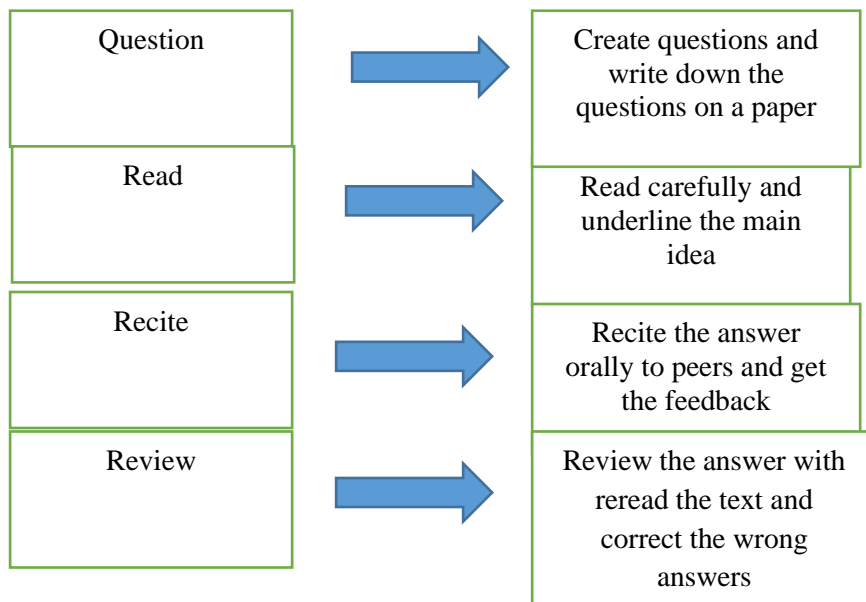 Question
Create questions and
write down the
questions on a paper
Read
Read carefully and
underline the main
idea
Recite
Recite the answer
orally to peers and get
the feedback
Review
Review the answer with
reread the text and
correct the wrong
answers